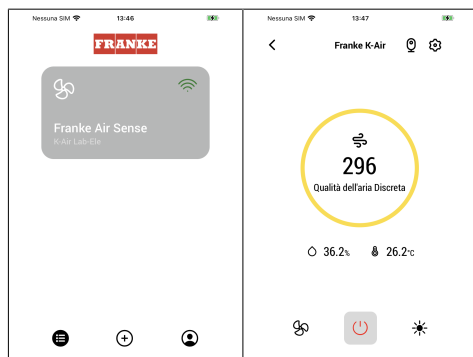 Nessuna SIM 13:46
FRANKE
Franke Air Sense
K-Air Lab-Ele
Nessuna SIM 13:47
Franke K-Air
296
Qualità dell'aria Discreta
36.2% 26.2°C